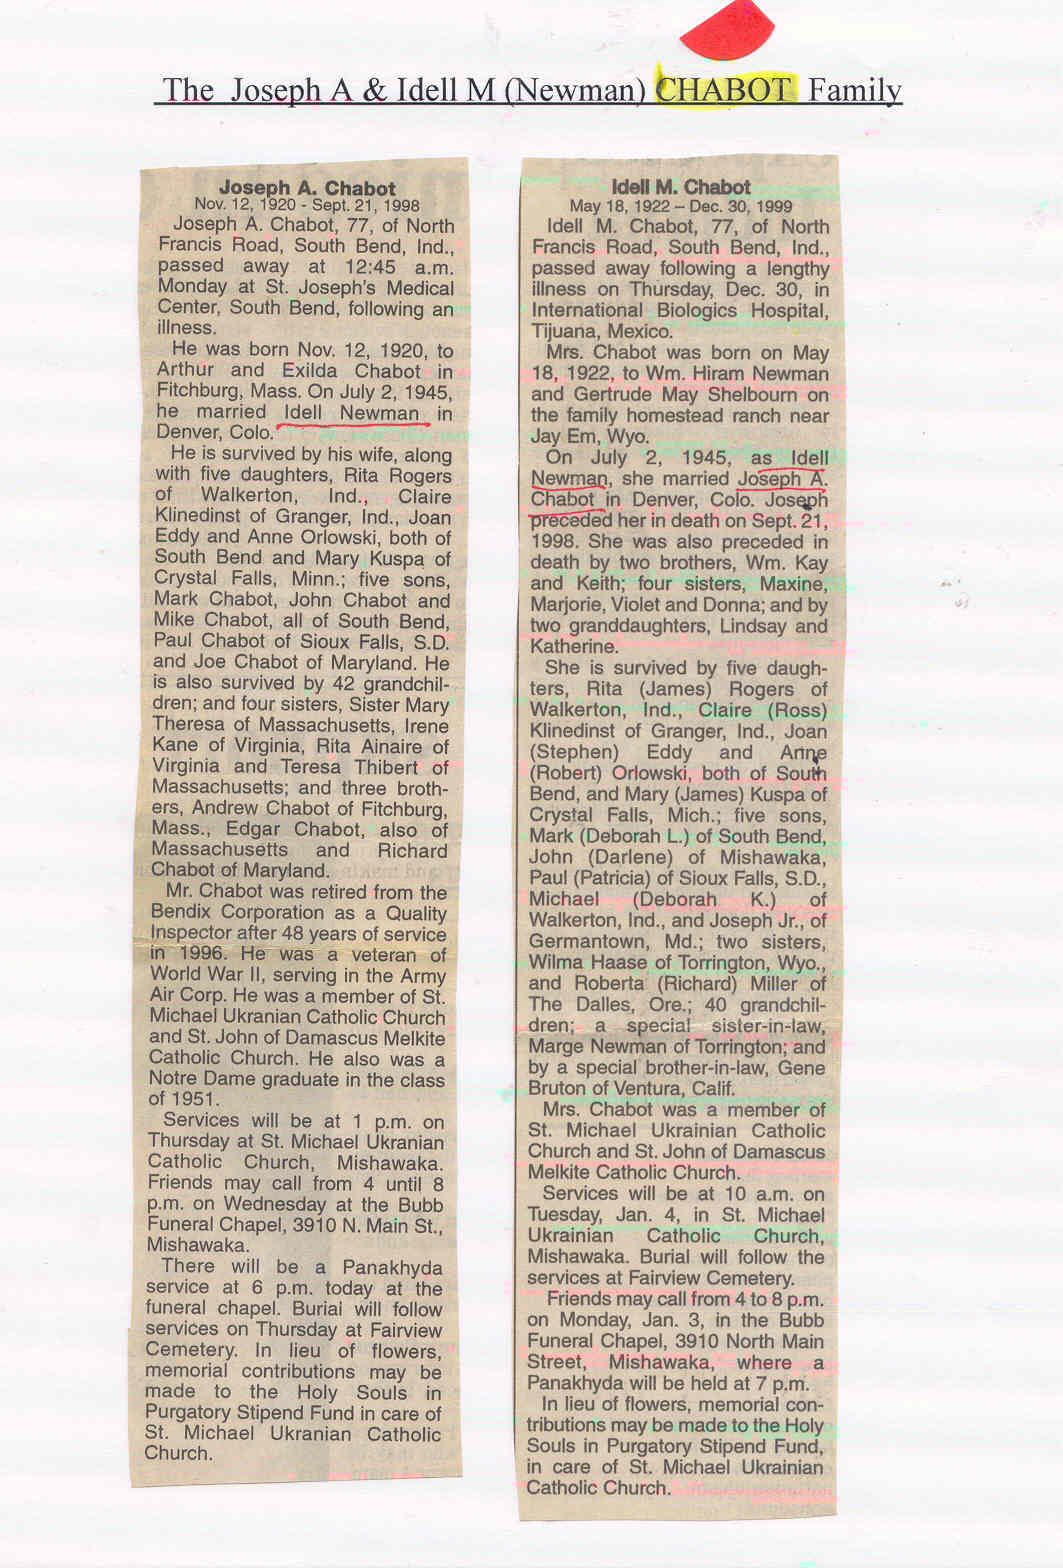 The Joseph A & Idell M (Newman) CHABOT Family
Joseph A. Chabot
Nov. 12, 1920 - Sept. 21, 1998
Joseph A. Chabot, 77, of North
Francis Road, South Bend, Ind.,
passed away at 12:45 a.m.
Monday at St. Joseph's Medical
Center, South Bend, following an
illness.
He was born Nov. 12, 1920, to
Arthur and Exilda Chabot in
Fitchburg, Mass. On July 2, 1945,
he married Idell Newman in
Denver, Colo.
He is survived by his wife, along
with five daughters, Rita Rogers
of Walkerton, Ind., Claire
Klinedinst of Granger, Ind., Joan
Eddy and Anne Orlowski, both of
South Bend and Mary Kuspa of
Crystal Falls, Minn.; five sons,
Mark Chabot, John Chabot and
Mike Chabot, all of South Bend,
Paul Chabot of Sioux Falls, S.D.
and Joe Chabot of Maryland. He
is also survived by 42 grandchil-
dren; and four sisters, Sister Mary
Theresa of Massachusetts, Irene
Kane of Virginia, Rita Ainaire of
Virginia and Teresa Thibert of
Massachusetts; and three broth-
ers, Andrew Chabot of Fitchburg,
Mass., Edgar Chabot, also of
Massachusetts and Richard
Chabot of Maryland.
Mr. Chabot was retired from the
Bendix Corporation as a Quality
Inspector after 48 years of service
in 1996. He was a veteran of
World War II, serving in the Army
Air Corp. He was a member of St.
Michael Ukranian Catholic Church
and St. John of Damascus Melkite
Catholic Church. He also was a
Notre Dame graduate in the class
of 1951.
Services will be at 1 p.m. on
Thursday at St. Michael Ukranian
Catholic Church, Mishawaka.
Friends may call from 4 until 8
p.m. on Wednesday at the Bubb
Funeral Chapel, 3910 N. Main St.,
Mishawaka.
There will be a Panakhyda
service at 6 p.m. today at the
funeral chapel. Burial will follow
services on Thursday at Fairview
Cemetery. In lieu of flowers,
memorial contributions may be
made to the Holy Souls in
Purgatory Stipend Fund in care of
St. Michael Ukranian Catholic
Church.
Idell M. Chabot
May 18, 1922 – Dec. 30, 1999
Idell M. Chabot, 77, of North
Francis Road, South Bend, Ind.,
passed away following a lengthy
illness on Thursday, Dec. 30, in
International Biologics Hospital,
Tijuana, Mexico.
Mrs. Chabot was born on May
18, 1922, to Wm. Hiram Newman
and Gertrude May Shelbourn on
the family homestead ranch near
Jay Em, Wyo.
On July 2, 1945, as Idell
Newman, she married Joseph A.
Chabot in Denver, Colo. Joseph
preceded her in death on Sept. 21,
1998. She was also preceded in
death by two brothers, Wm. Kay
and Keith; four sisters, Maxine,
Marjorie, Violet and Donna; and by
two granddaughters, Lindsay and
Katherine.
She is survived by five daugh-
ters, Rita (James) Rogers of
Walkerton, Ind., Claire (Ross)
Klinedinst of Granger, Ind., Joan
(Stephen) Eddy and Anne
(Robert) Orlowski, both of South
Bend, and Mary (James) Kuspa of
Crystal Falls, Mich.; five sons,
Mark (Deborah L.) of South Bend,
John (Darlene) of Mishawaka,
Paul (Patricia) of Sioux Falls, S.D.,
Michael (Deborah K.) of
Walkerton, Ind., and Joseph Jr., of
Germantown, Md.; two sisters,
Wilma Haase of Torrington, Wyo.,
and Roberta (Richard) Miller of
The Dalles, Ore.; 40 grandchil-
dren; a special sister-in-law,
Marge Newman of Torrington; and
by a special brother-in-law, Gene
Bruton of Ventura, Calif.
Mrs. Chabot was a member of
St. Michael Ukrainian Catholic
Church and St. John of Damascus
Melkite Catholic Church.
Services will be at 10 a.m. on
Tuesday, Jan. 4, in St. Michael
Ukrainian Catholic Church,
Mishawaka. Burial will follow the
services at Fairview Cemetery.
Friends may call from 4 to 8 p.m.
on Monday, Jan. 3, in the Bubb
Funeral Chapel, 3910 North Main
Street, Mishawaka, where a
Panakhyda will be held at 7 p.m.
In lieu of flowers, memorial con-
tributions may be made to the Holy
Souls in Purgatory Stipend Fund,
in care of St. Michael Ukrainian
Catholic Church.